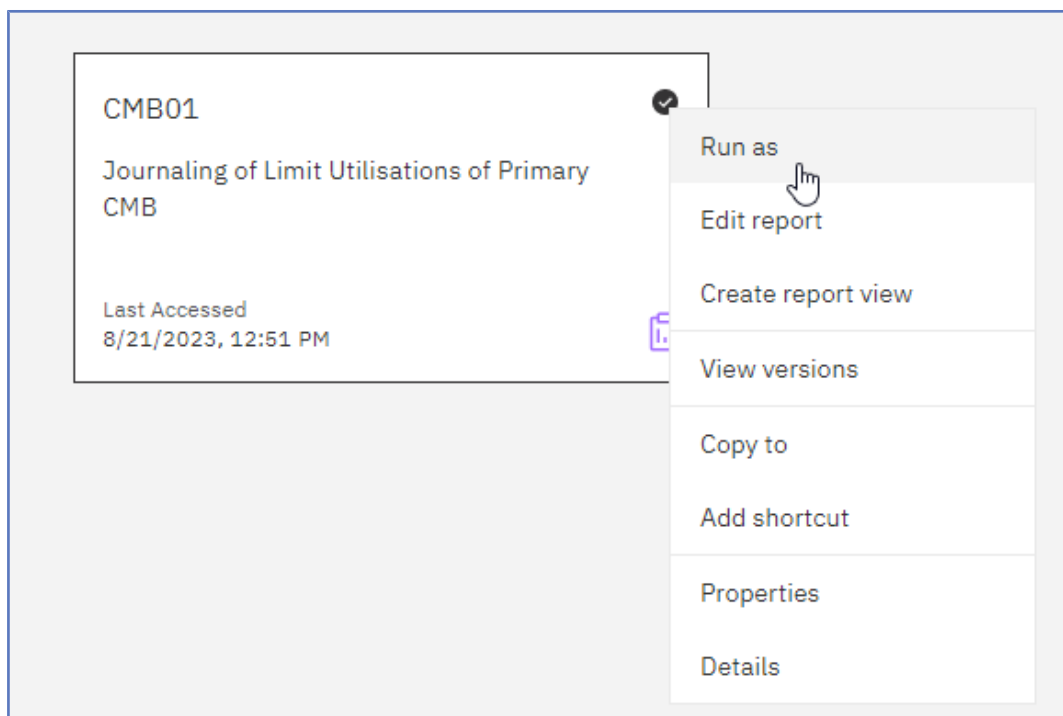 CMB01
Journaling of Limit Utilisations of Primary
CMB
Last Accessed
8/21/2023, 12:51 PM
Run as
Edit report
Create report view
View versions
Copy to
Add shortcut
Properties
Details